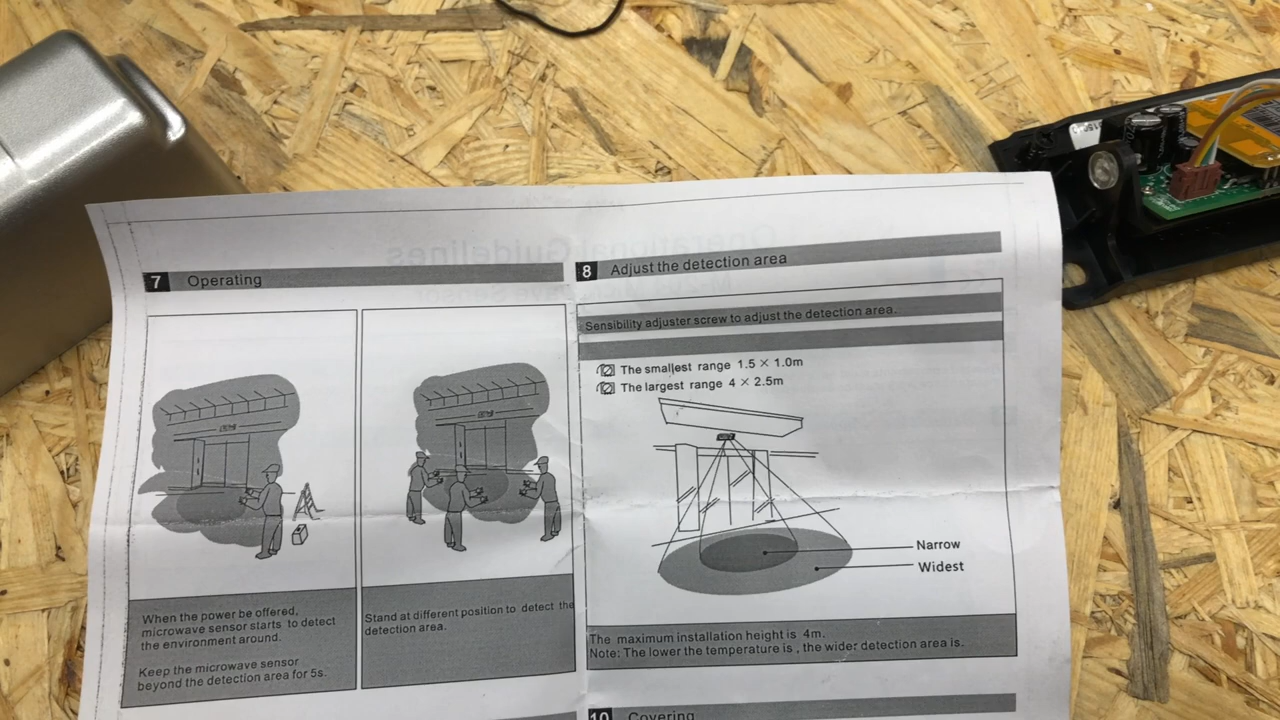 7 Operating
When the power be offered,
microwave sensor starts to detect
the environment around.
Keep the microwave sensor
beyond the detection area for 5s.
Stand at different position to detect the
detection area.
8 Adjust the detection area
Sensibility adjuster screw to adjust the detection area.
The smallest range 1.5 × 1.0m
The largest range 4 × 2.5m
Narrow
Widest
The maximum installation height is 4m.
Note: The lower the temperature is , the wider detection area is.
10 Covering
Operational Guidelines